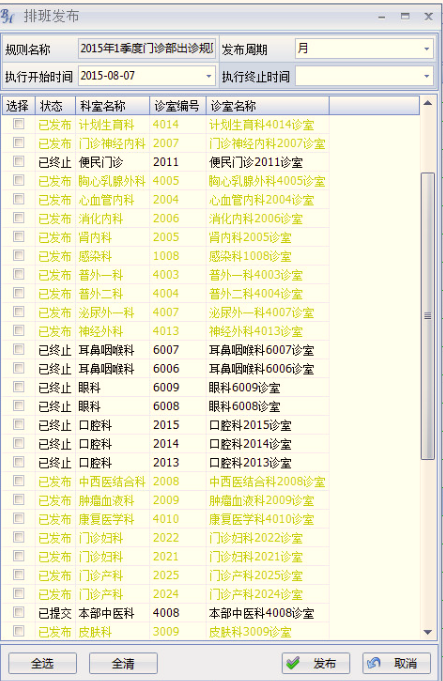 排班发布
规则名称 2015年1季度门诊部出诊规 发布周期 月
执行开始时间 2015-08-07 执行终止时间
选择 状态 科室名称 诊室编号 诊室名称
已发布 计划生育科 4014 计划生育科4014诊室
已发布 门诊神经内科 2007 门诊神经内科2007诊室
已终止 便民门诊 2011 便民门诊2011诊室
已发布 胸心乳腺外科 4005 胸心乳腺外科4005诊室
已发布 心血管内科 2004 心血管内科2004诊室
已发布 消化内科 2006 消化内科2006诊室
已发布 肾内科 2005 肾内科2005诊室
已发布 感染科 1008 感染科1008诊室
已发布 普外一科 4003 普外一科4003诊室
已发布 普外二科 4004 普外二科4004诊室
已发布 泌尿外一科 4007 泌尿外一科4007诊室
已发布 神经外科 4013 神经外科4013诊室
已终止 耳鼻咽喉科 6007 耳鼻咽喉科6007诊室
已终止 耳鼻咽喉科 6006 耳鼻咽喉科6006诊室
已终止 眼科 6009 眼科6009诊室
已终止 眼科 6008 眼科6008诊室
已终止 口腔科 2015 口腔科2015诊室
已终止 口腔科 2014 口腔科2014诊室
已终止 口腔科 2013 口腔科2013诊室
已发布 中西医结合科 2008 中西医结合科2008诊室
已发布 肿瘤血液科 2009 肿瘤血液科2009诊室
已发布 康复医学科 4010 康复医学科4010诊室
已发布 门诊妇科 2022 门诊妇科2022诊室
已发布 门诊妇科 2021 门诊妇科2021诊室
已发布 门诊产科 2025 门诊产科2025诊室
已发布 门诊产科 2024 门诊产科2024诊室
已提交 本部中医科 4008 本部中医科4008诊室
已发布 皮肤科 3009 皮肤科3009诊室
全选 全清 发布 取消